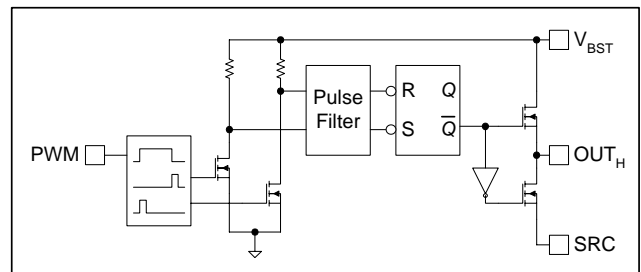 V_BST
Pulse Filter
R Q
S Q̅
PWM
OUT_H
SRC